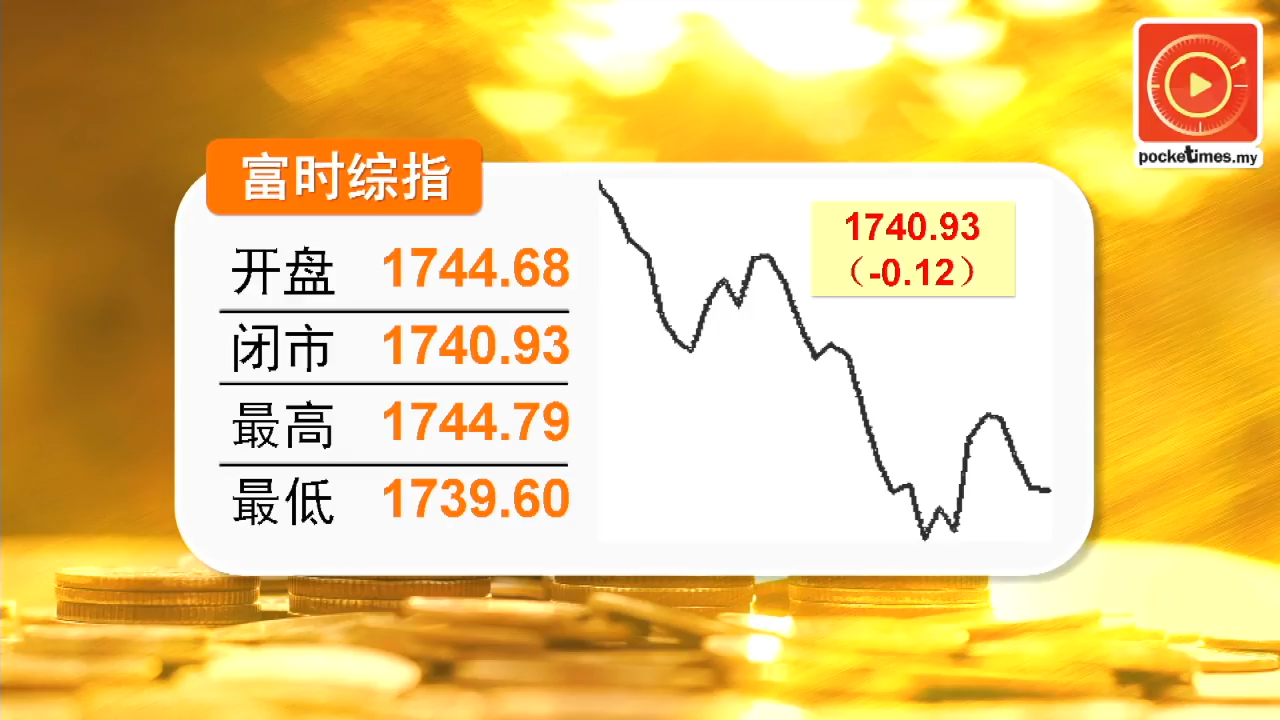 富时综指
开盘 1744.68
闭市 1740.93
最高 1744.79
最低 1739.60
1740.93
（-0.12）
pocketimes.my